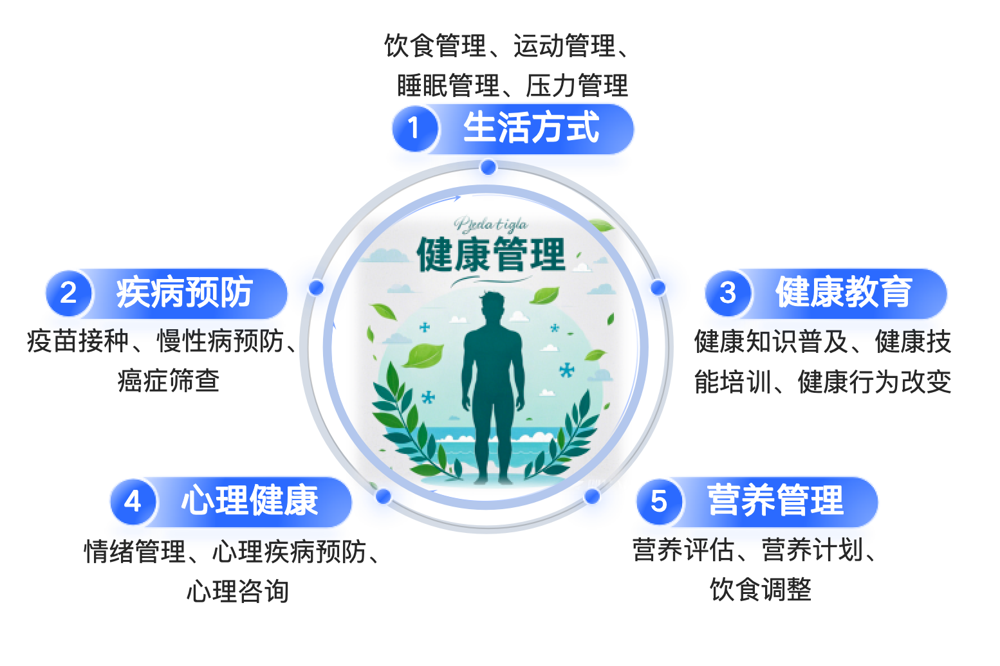 饮食管理、运动管理、
睡眠管理、压力管理
1 生活方式
健康管理
2 疾病预防
疫苗接种、慢性病预防、
癌症筛查
3 健康教育
健康知识普及、健康技
能培训、健康行为改变
4 心理健康
情绪管理、心理疾病预防、
心理咨询
5 营养管理
营养评估、营养计划、
饮食调整